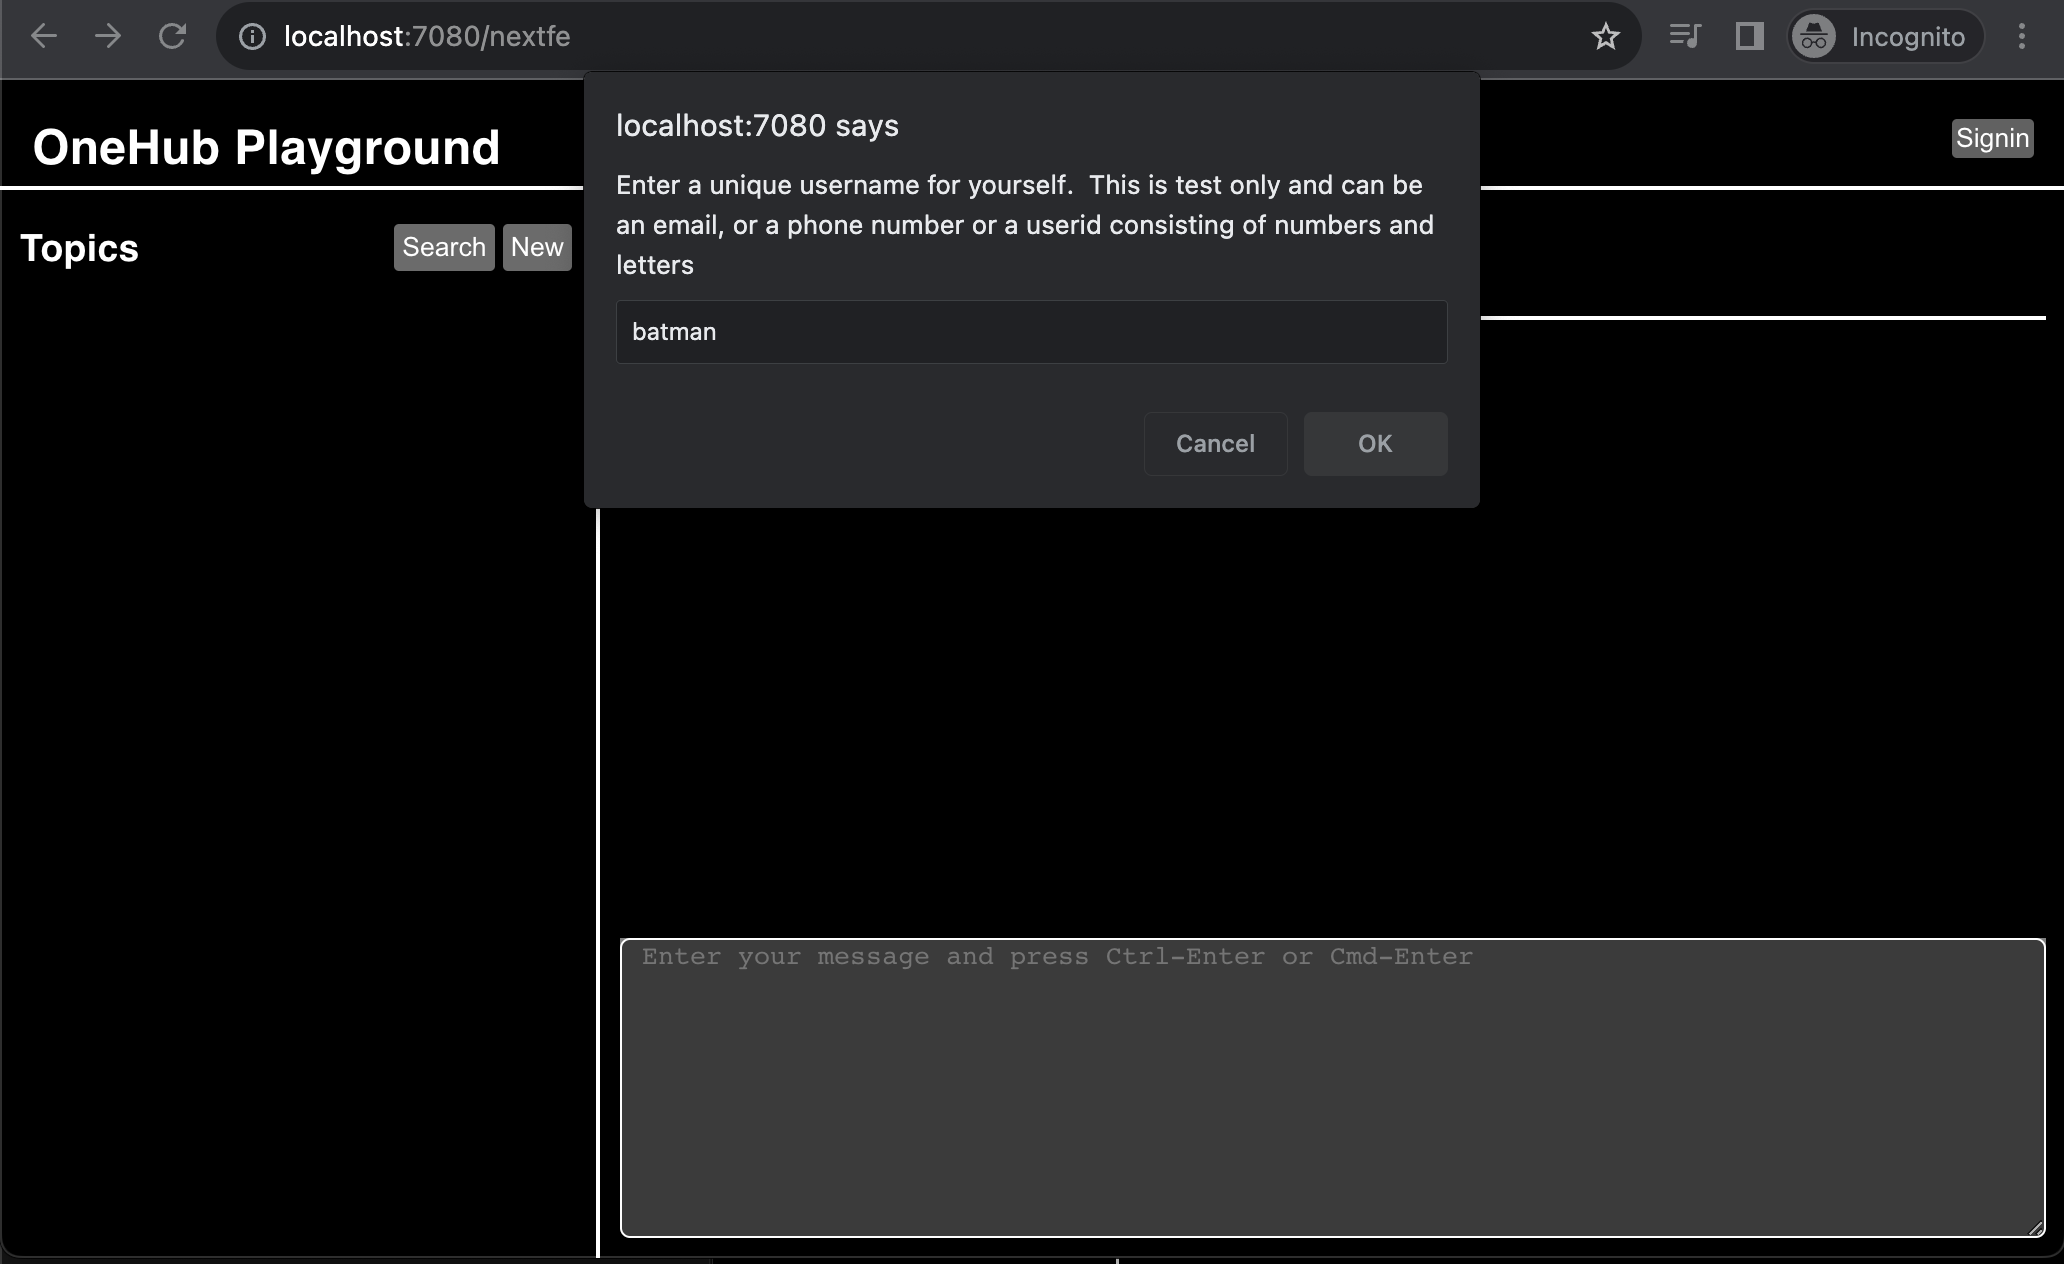 localhost:7080/nextfe
Incognito
localhost:7080 says
Enter a unique username for yourself.  This is test only and can be
an email, or a phone number or a userid consisting of numbers and
letters
batman
Cancel OK
OneHub Playground
Signin
Topics
Search New
Enter your message and press Ctrl-Enter or Cmd-Enter